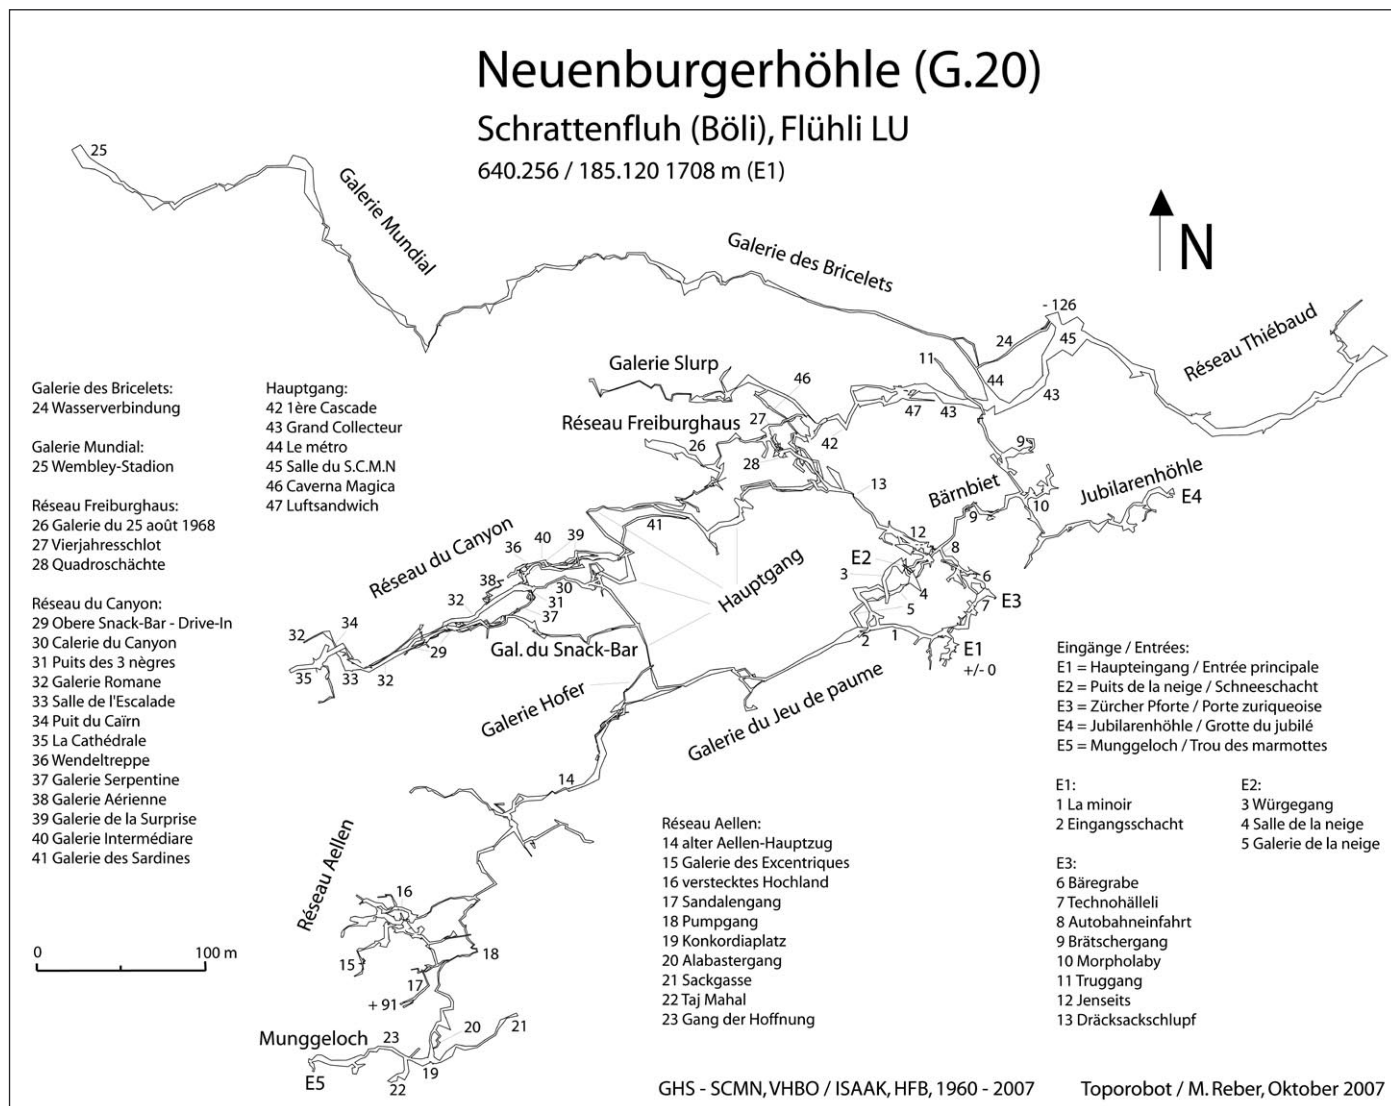 Neuenburgerhöhle (G.20)
Schrattenfluh (Böli), Flühli LU
640.256 / 185.120 1708 m (E1)
25
Galerie Mundial
Galerie des Bricelets
N
- 126
24
45
Réseau Thiébaud
11
44
43
Galerie Slurp
46
47
43
Réseau Freiburghaus
27
42
26
28
9
13
Bärnbiet
Jubilarenhöhle
E4
10
9
41
Réseau du Canyon
40
39
36
12
8
E2
3
4
6
38
30
Hauptgang
E3
7
31
32
37
5
34
32
29
Gal. du Snack-Bar
2
1
E1
+/- 0
35
33
32
Galerie Hofer
Galerie du Jeu de paume
14
Réseau Aellen
16
18
15
17
+ 91
Munggeloch
23
20
21
E5
22
19
Galerie des Bricelets:
24 Wasserverbindung
Galerie Mundial:
25 Wembley-Stadion
Réseau Freiburghaus:
26 Galerie du 25 août 1968
27 Vierjahresschlot
28 Quadroschächte
Réseau du Canyon:
29 Obere Snack-Bar - Drive-In
30 Calerie du Canyon
31 Puits des 3 nègres
32 Galerie Romane
33 Salle de l'Escalade
34 Puit du Caïrn
35 La Cathédrale
36 Wendeltreppe
37 Galerie Serpentine
38 Galerie Aérienne
39 Galerie de la Surprise
40 Galerie Intermédiare
41 Galerie des Sardines
Hauptgang:
42 1ère Cascade
43 Grand Collecteur
44 Le métro
45 Salle du S.C.M.N
46 Caverna Magica
47 Luftsandwich
0
100 m
Réseau Aellen:
14 alter Aellen-Hauptzug
15 Galerie des Excentriques
16 verstecktes Hochland
17 Sandalengang
18 Pumpgang
19 Konkordiaplatz
20 Alabastergang
21 Sackgasse
22 Taj Mahal
23 Gang der Hoffnung
Eingänge / Entrées:
E1 = Haupteingang / Entrée principale
E2 = Puits de la neige / Schneeschacht
E3 = Zürcher Pforte / Porte zuriqueoise
E4 = Jubilarenhöhle / Grotte du jubilé
E5 = Munggeloch / Trou des marmottes
E1:
1 La minoir
2 Eingangsschacht
E2:
3 Würgegang
4 Salle de la neige
5 Galerie de la neige
E3:
6 Bäregrabe
7 Technohälleli
8 Autobahneinfahrt
9 Brätschergang
10 Morpholaby
11 Truggang
12 Jenseits
13 Dräcksackschlupf
GHS - SCMN, VHBO / ISAAK, HFB, 1960 - 2007
Toporobot / M. Reber, Oktober 2007